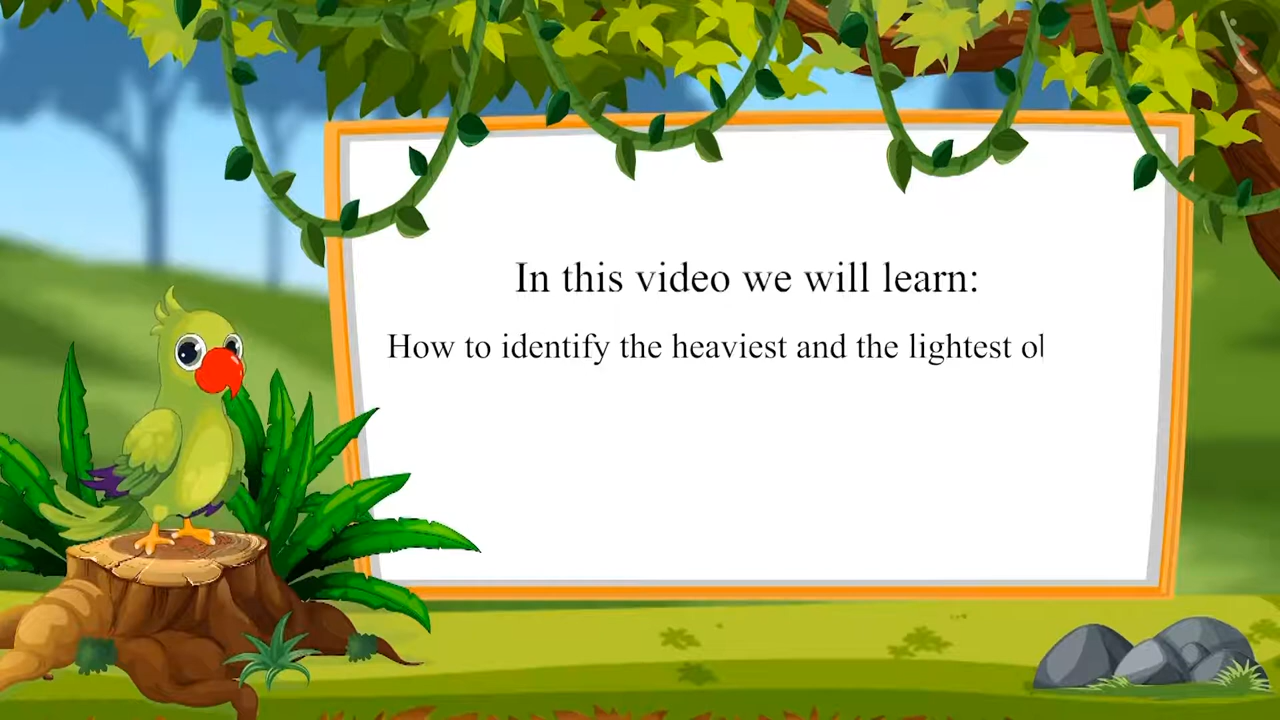 In this video we will learn:
How to identify the heaviest and the lightest